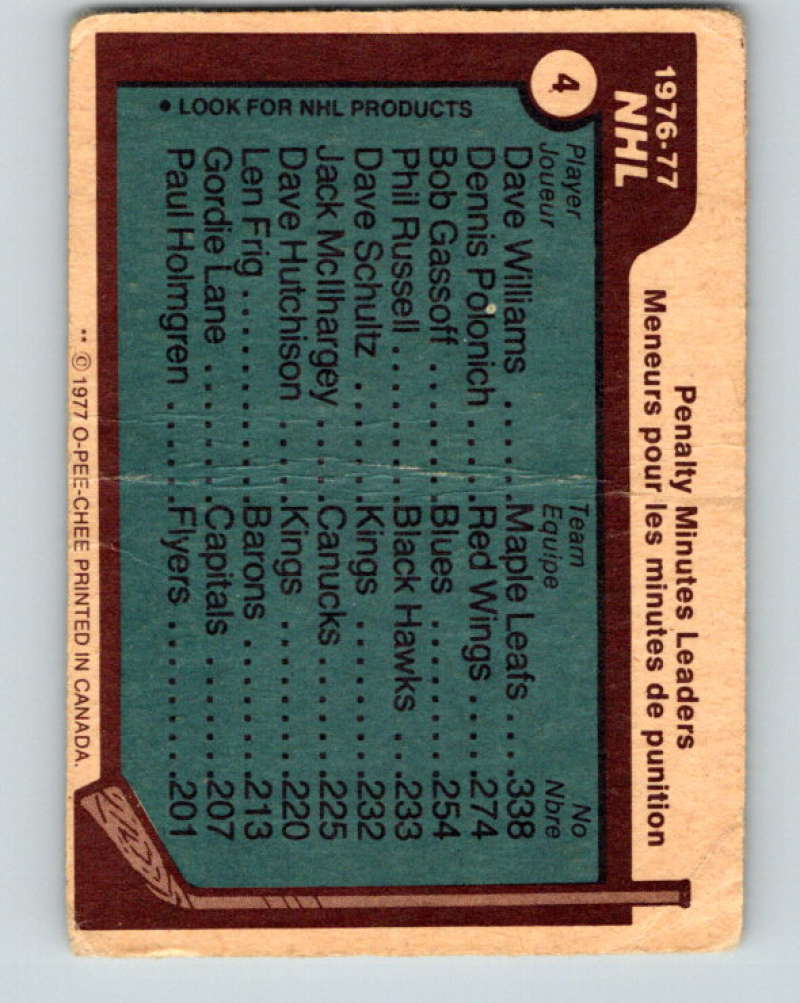 1976-77
NHL
Penalty Minutes Leaders
Meneurs pour les minutes de punition
4
Player Team No
Joueur Equipe Nbre
Dave Williams ......Maple Leafs...338
Dennis Polonich .....Red Wings....274
Bob Gassoff .........Blues ........254
Phil Russell..........Black Hawks ..233
Dave Schultz ........Kings .........232
Jack McIlhargey.....Canucks.......225
Dave Hutchison .....Kings .........220
Len Frig .............Barons ........213
Gordie Lane .........Capitals .......207
Paul Holmgren ......Flyers .........201
• LOOK FOR NHL PRODUCTS
** © 1977 O-PEE-CHEE PRINTED IN CANADA.